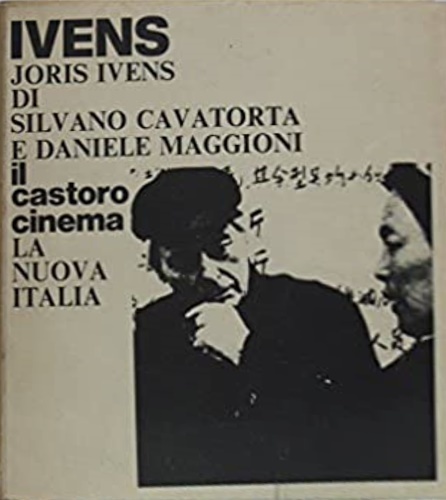 IVENS
JORIS IVENS
DI
SILVANO CAVATORTA
E DANIELE MAGGIONI
il
castoro
cinema
LA
NUOVA
ITALIA